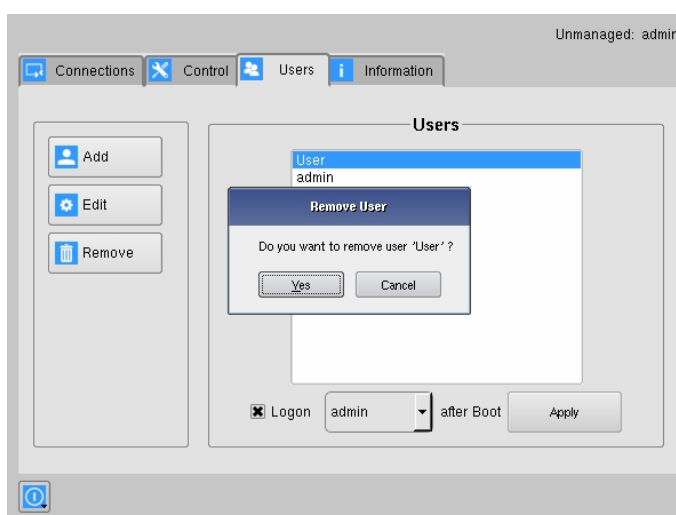 Unmanaged: admin
Connections Control Users Information
Users
Add
Edit
Remove
User
admin
Remove User
Do you want to remove user 'User' ?
Yes Cancel
Logon admin after Boot Apply